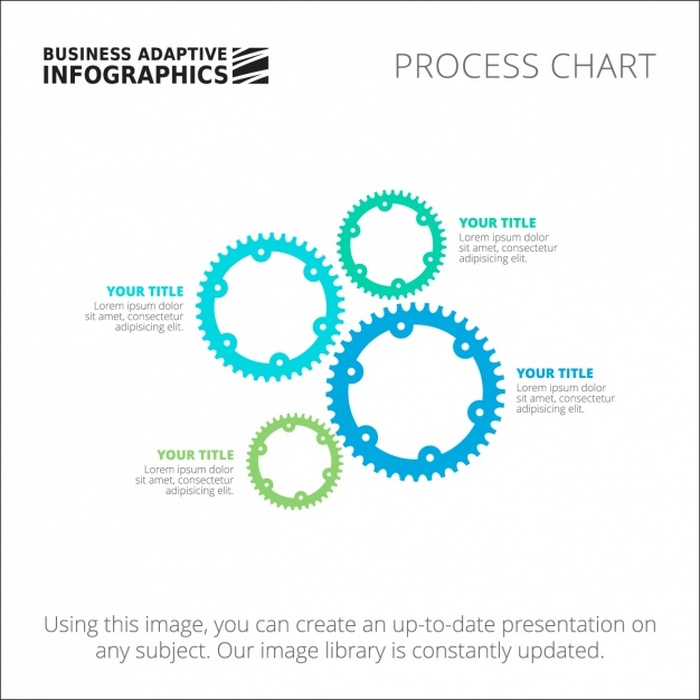 BUSINESS ADAPTIVE
INFOGRAPHICS
PROCESS CHART
YOUR TITLE
Lorem ipsum dolor
sit amet, consectetur
adipisicing elit.
YOUR TITLE
Lorem ipsum dolor
sit amet, consectetur
adipisicing elit.
YOUR TITLE
Lorem ipsum dolor
sit amet, consectetur
adipisicing elit.
YOUR TITLE
Lorem ipsum dolor
sit amet, consectetur
adipisicing elit.
Using this image, you can create an up-to-date presentation on
any subject. Our image library is constantly updated.